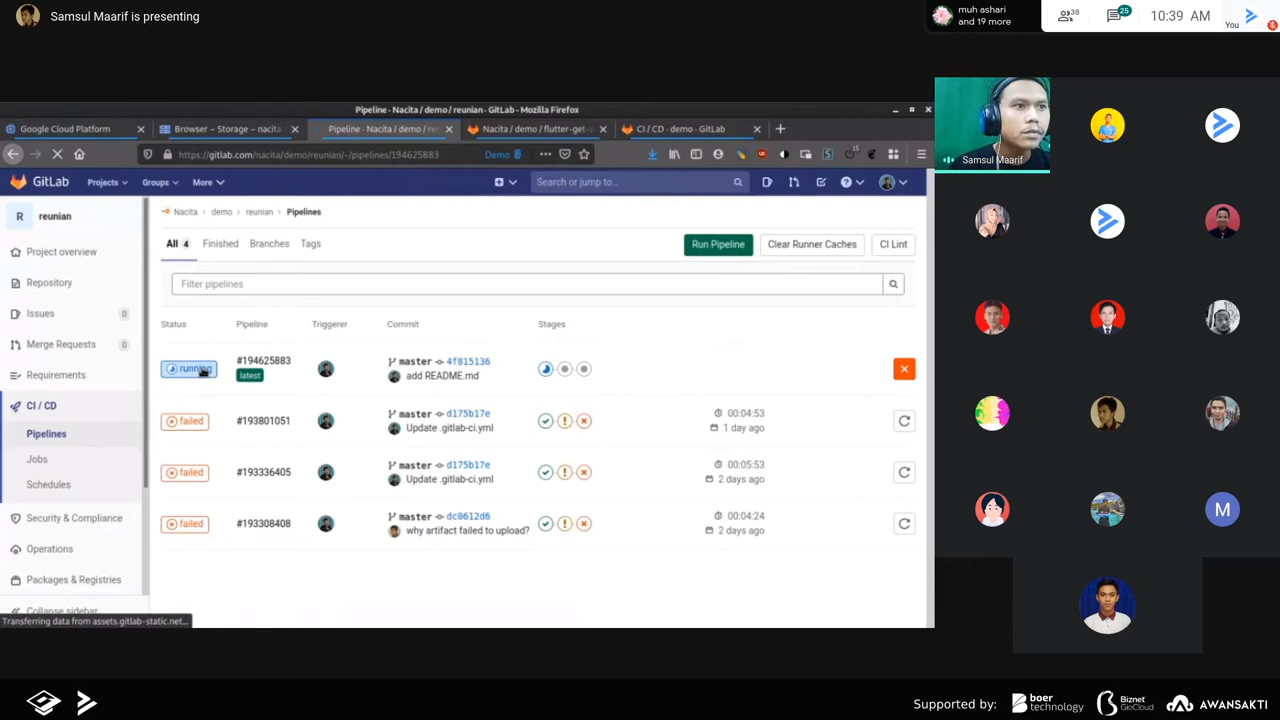 Samsul Maarif is presenting
muh ashari
and 19 more
38
25
10:39 AM
You
Pipeline - Nacita / demo / reunian · GitLab - Mozilla Firefox
Google Cloud Platform
Browser – Storage – nacita
Pipeline - Nacita / demo / re
Nacita / demo / flutter-get-s
CI / CD · demo · GitLab
https://gitlab.com/nacita/demo/reunian/-/pipelines/194625883
Demo
15
GitLab
Projects
Groups
More
Search or jump to...
R
reunian
Project overview
Repository
Issues
0
Merge Requests
0
Requirements
CI / CD
Pipelines
Jobs
Schedules
Security & Compliance
Operations
Packages & Registries
Collapse sidebar
Transferring data from assets.gitlab-static.net...
Nacita › demo › reunian › Pipelines
All 4
Finished
Branches
Tags
Run Pipeline
Clear Runner Caches
CI Lint
Filter pipelines
Status
Pipeline
Triggerer
Commit
Stages
running
#194625883
latest
master
4f815136
add README.md
failed
#193801051
master
d175b17e
Update .gitlab-ci.yml
00:04:53
1 day ago
failed
#193336405
master
d175b17e
Update .gitlab-ci.yml
00:05:53
2 days ago
failed
#193308408
master
dc0612d6
why artifact failed to upload?
00:04:24
2 days ago
Samsul Maarif
M
Supported by:
boer
technology
Biznet
GioCloud
AWANSAKTI